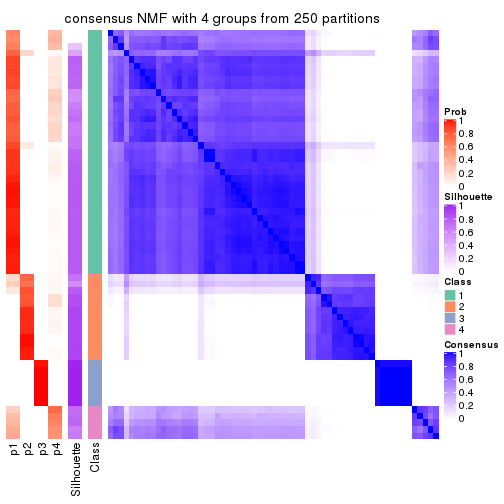 consensus NMF with 4 groups from 250 partitions
Prob
1
0.8
0.6
0.4
0.2
0
Silhouette
1
0.8
0.6
0.4
0.2
0
Class
1
2
3
4
Consensus
1
0.8
0.6
0.4
0.2
0
p1
p2
p3
p4
Silhouette
Class